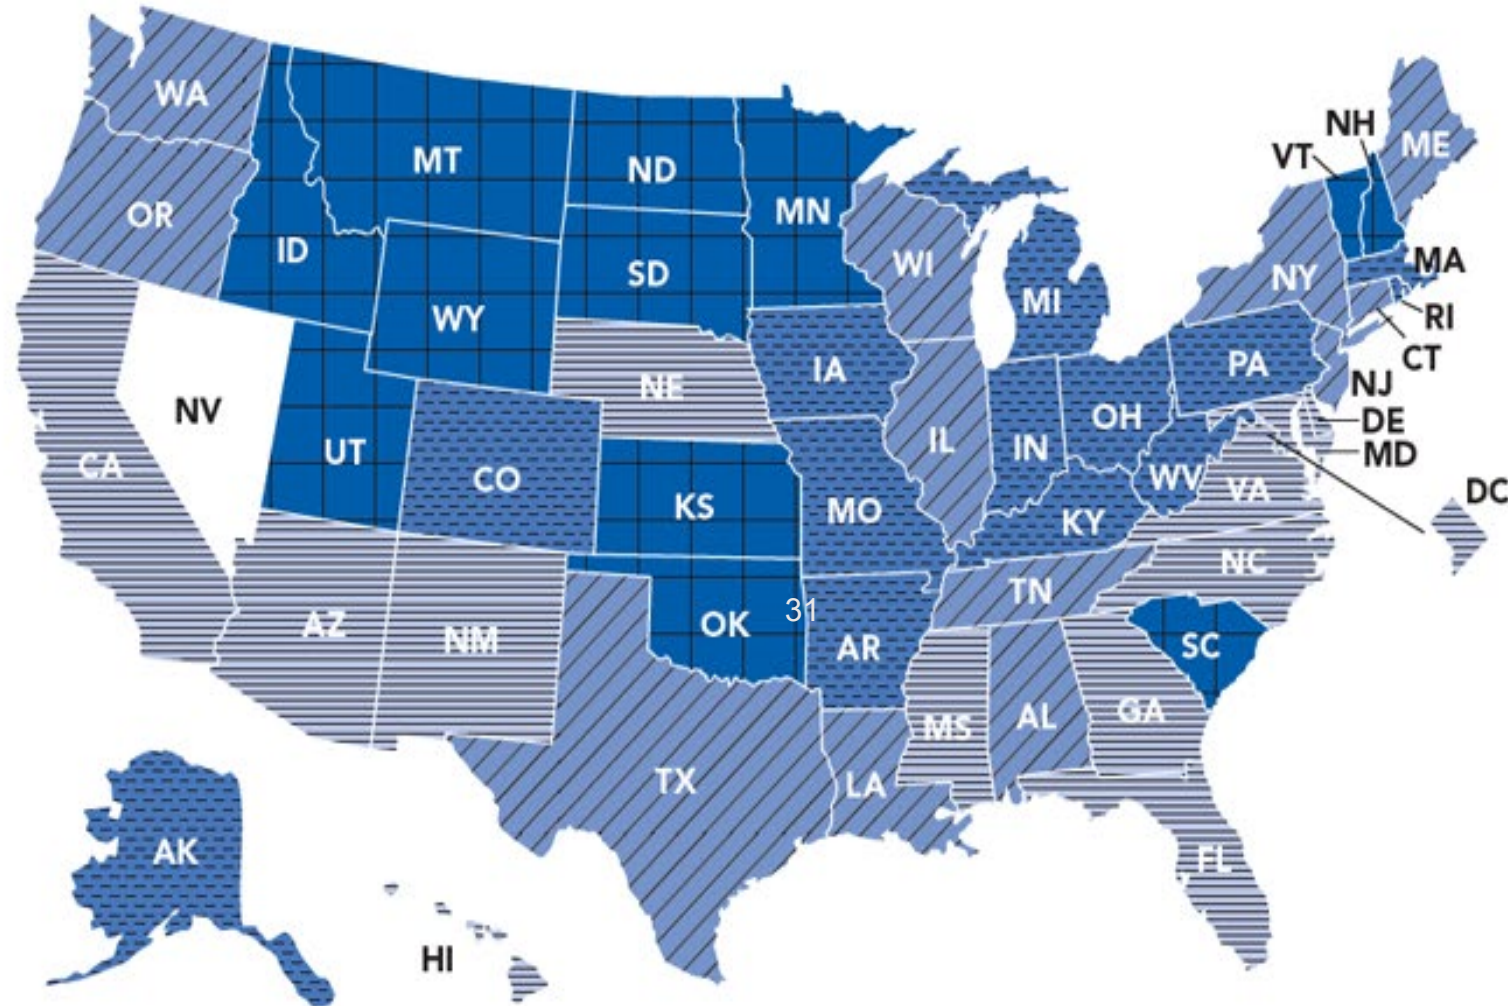 WA
NH
VT
ME
MT
ND
OR
MN
ID
SD
WI
MA
NY
MI
WY
RI
CT
PA
IA
NE
NJ
NV
OH
DE
IL
IN
MD
UT
CA
CO
WV
VA
DC
KS
MO
KY
NC
TN
31
OK
AZ
NM
AR
SC
GA
AL
MS
TX
LA
AK
FL
HI